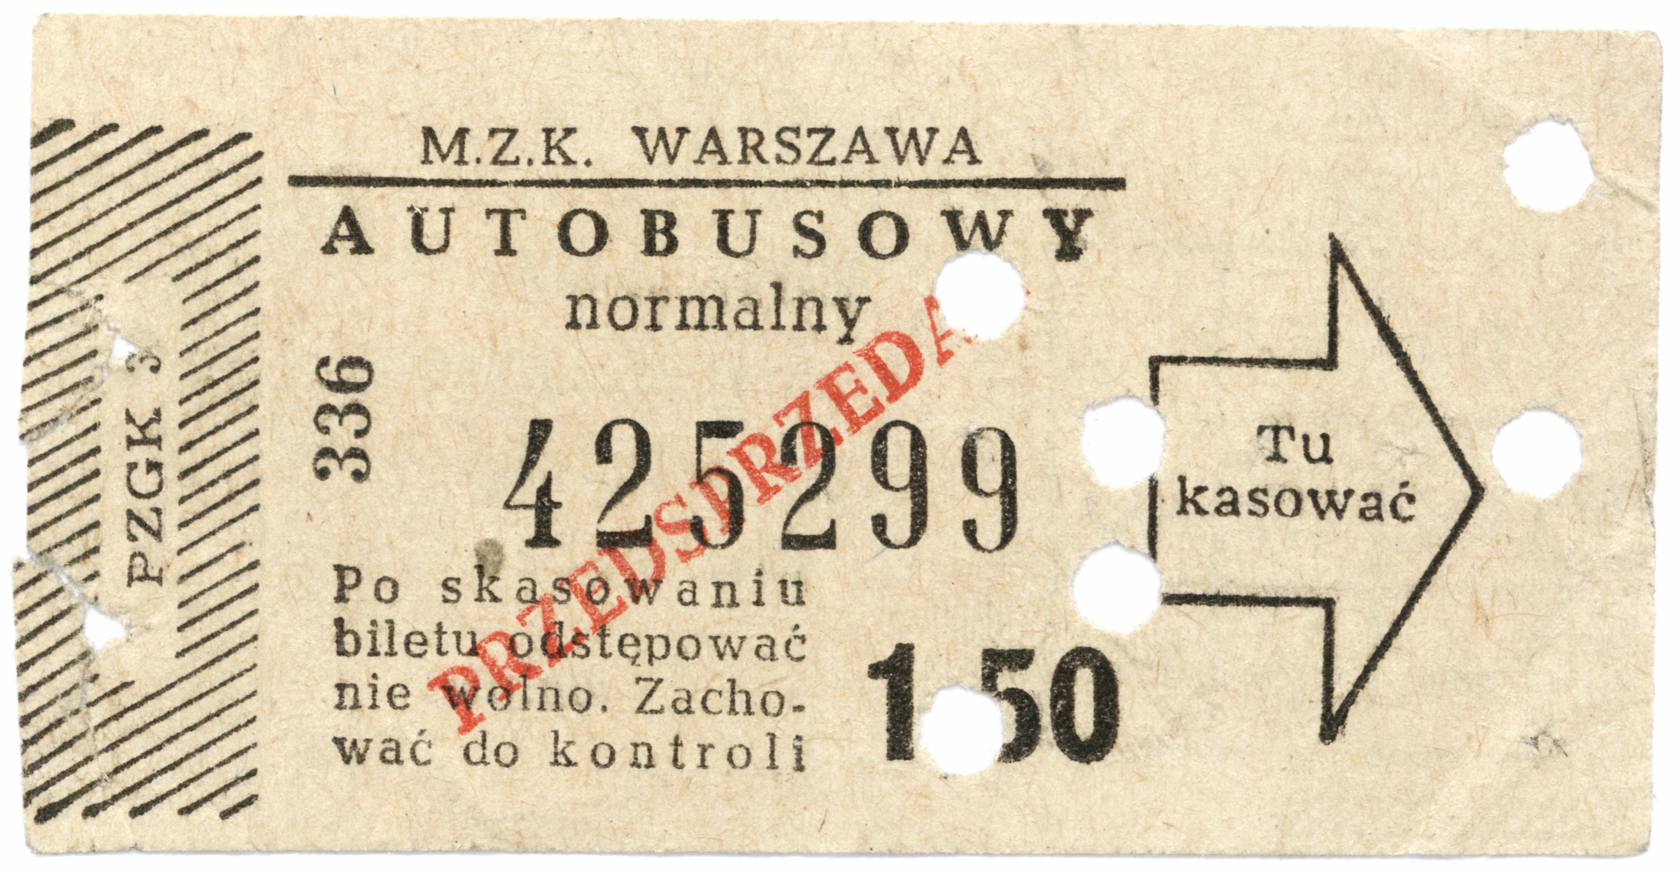 M.Z.K. WARSZAWA
AUTOBUSOWY
normalny
PZGK 3
336
425299
PRZEDSPRZEDA
Po skasowaniu
biletu odstępować
nie wolno. Zacho-
wać do kontroli
1 50
Tu
kasować